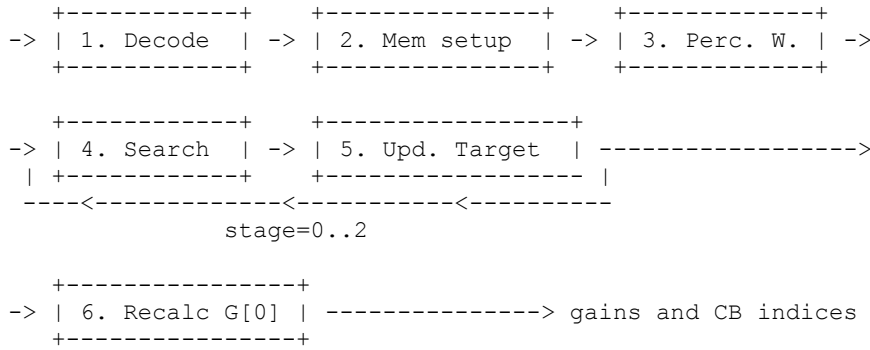 -> | 1. Decode | -> | 2. Mem setup | -> | 3. Perc. W. | ->
-> | 4. Search | -> | 5. Upd. Target | ------------------>
stage=0..2
-> | 6. Recalc G[0] | ---------------> gains and CB indices